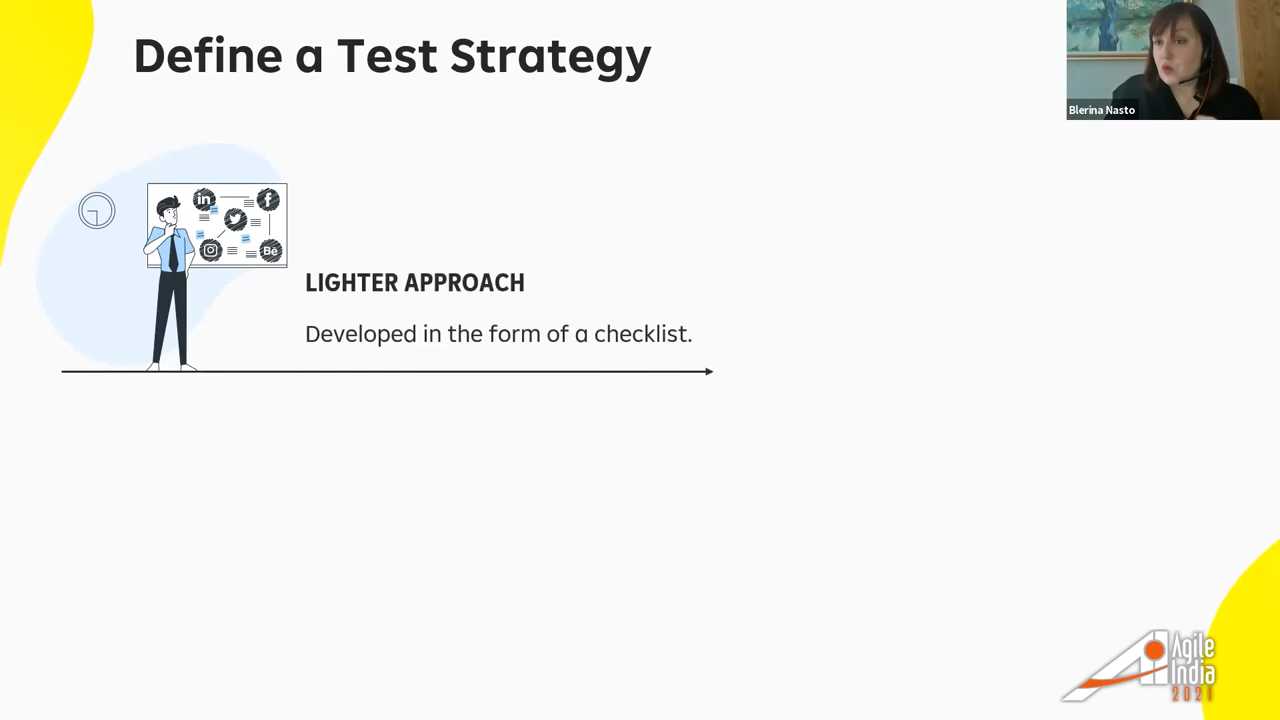 Define a Test Strategy
Blerina Nasto
in
f
Bē
LIGHTER APPROACH
Developed in the form of a checklist.
Agile
India
2021